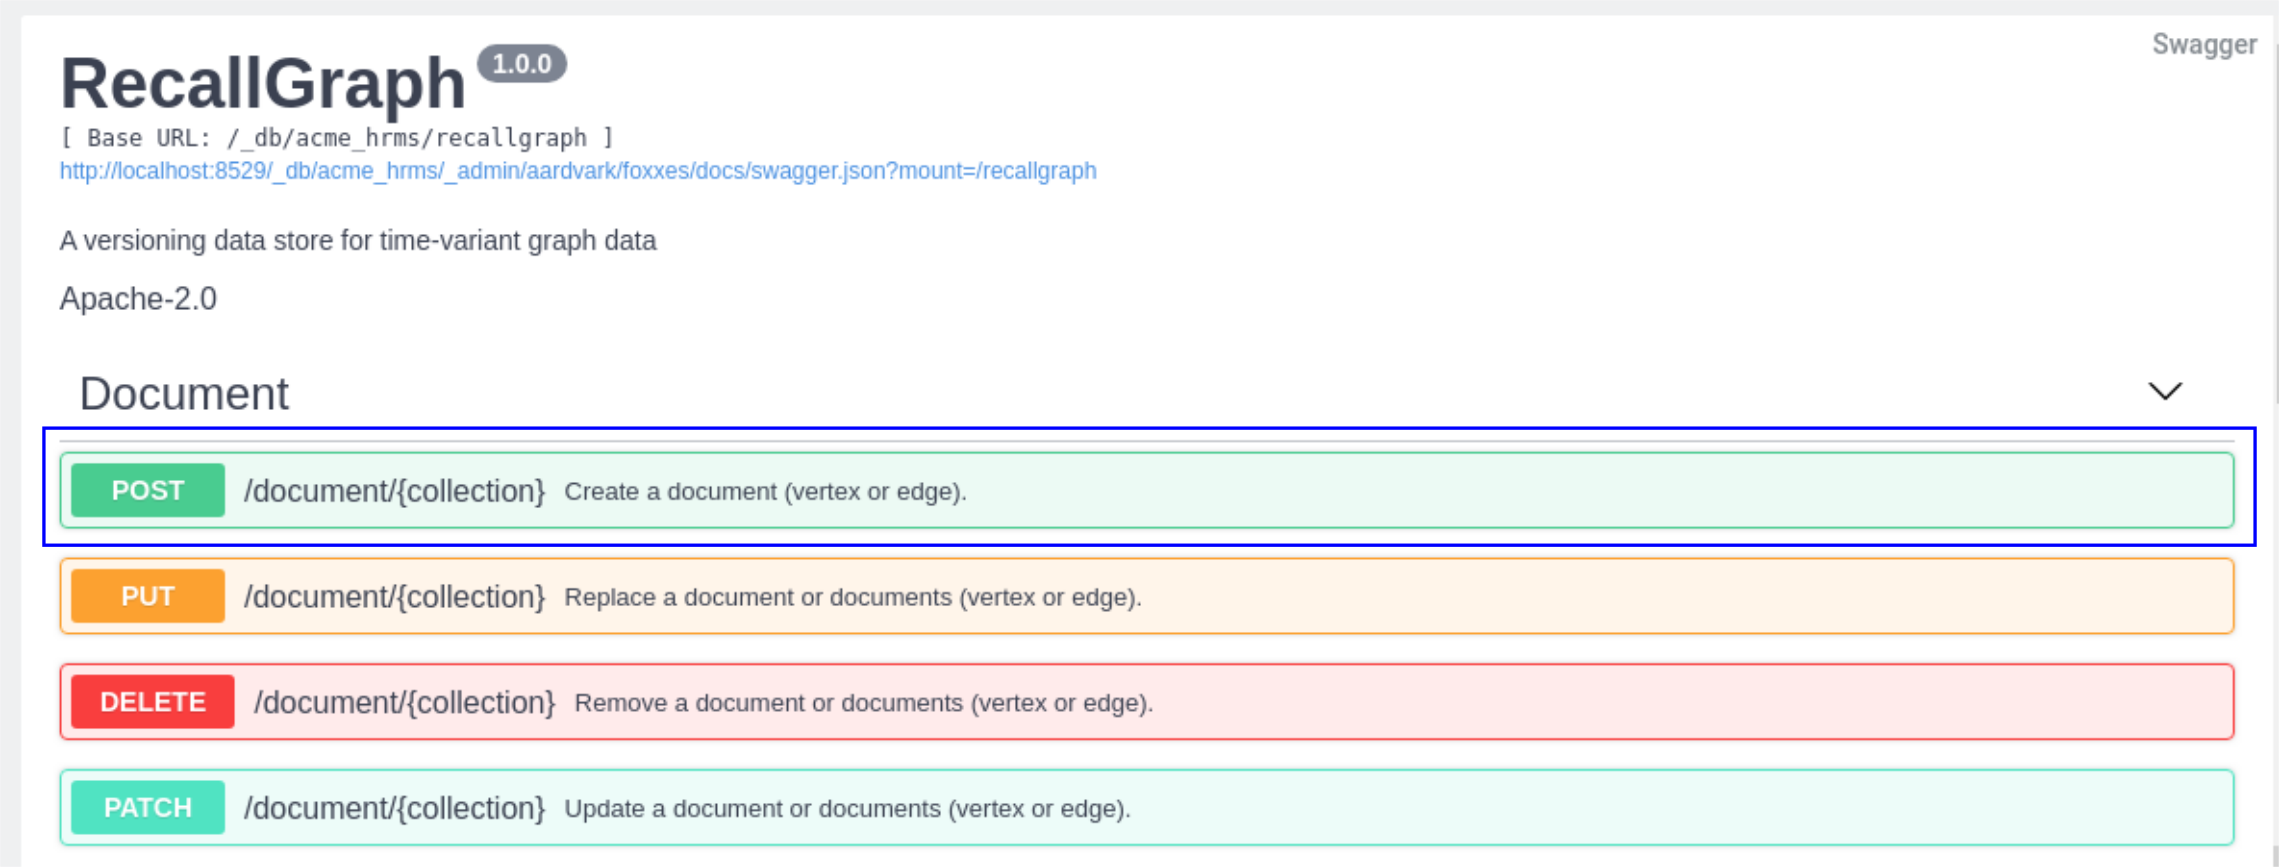 Swagger
RecallGraph 1.0.0
[ Base URL: /_db/acme_hrms/recallgraph ]
http://localhost:8529/_db/acme_hrms/_admin/aardvark/foxxes/docs/swagger.json?mount=/recallgraph
A versioning data store for time-variant graph data
Apache-2.0
Document
POST /document/{collection} Create a document (vertex or edge).
PUT /document/{collection} Replace a document or documents (vertex or edge).
DELETE /document/{collection} Remove a document or documents (vertex or edge).
PATCH /document/{collection} Update a document or documents (vertex or edge).